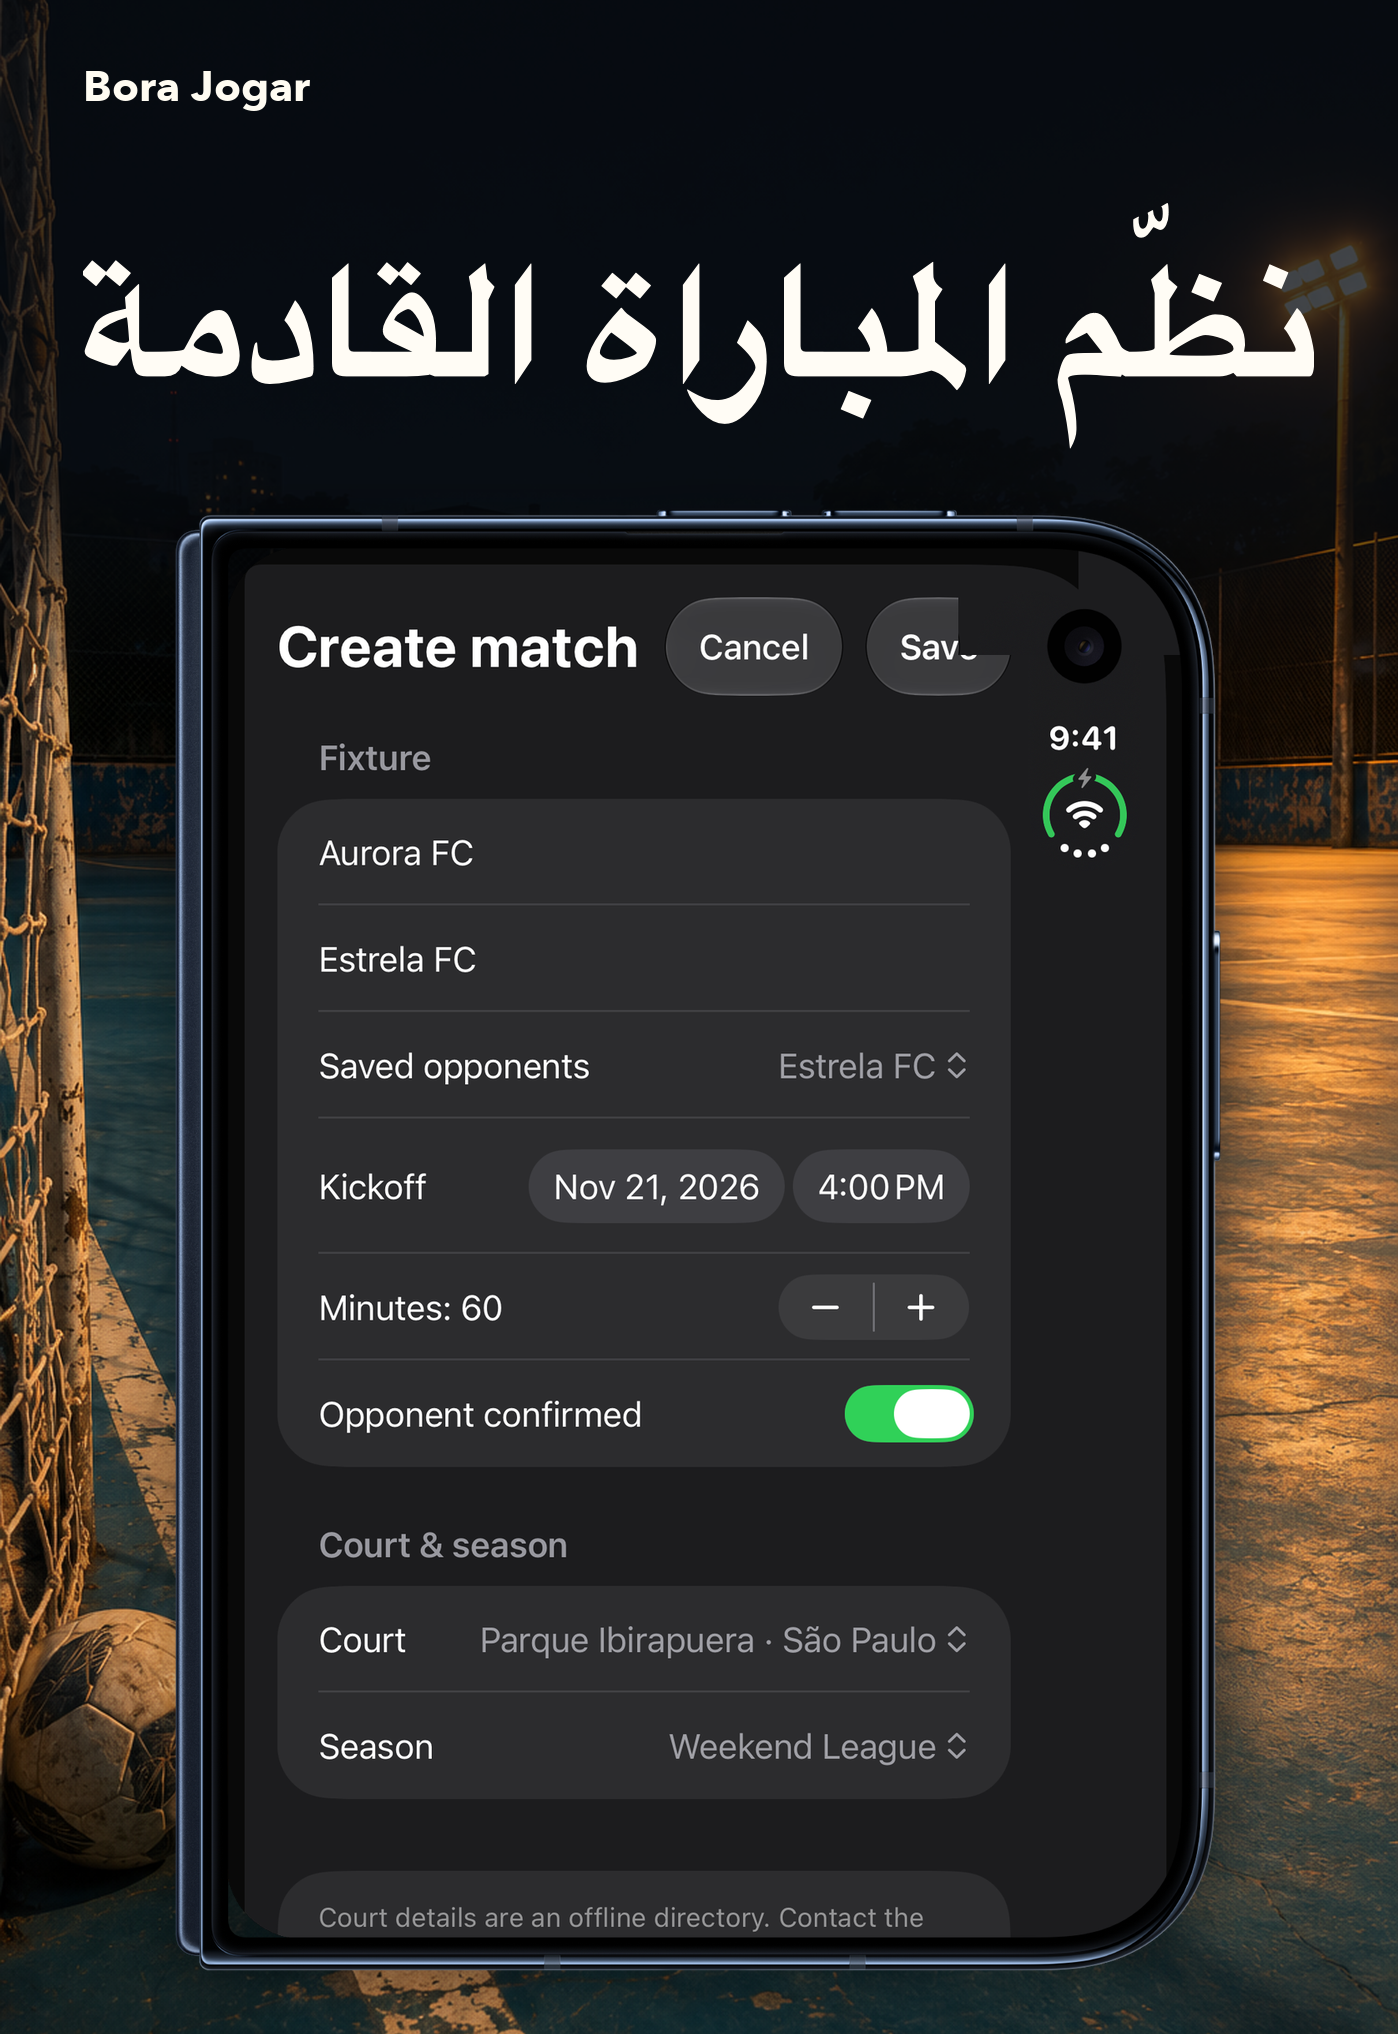 Bora Jogar
نظّم المباراة القادمة
Create match
Cancel
Save
9:41
Fixture
Aurora FC
Estrela FC
Saved opponents
Estrela FC
Kickoff
Nov 21, 2026
4:00 PM
Minutes: 60
Opponent confirmed
Court & season
Court
Parque Ibirapuera · São Paulo
Season
Weekend League
Court details are an offline directory. Contact the